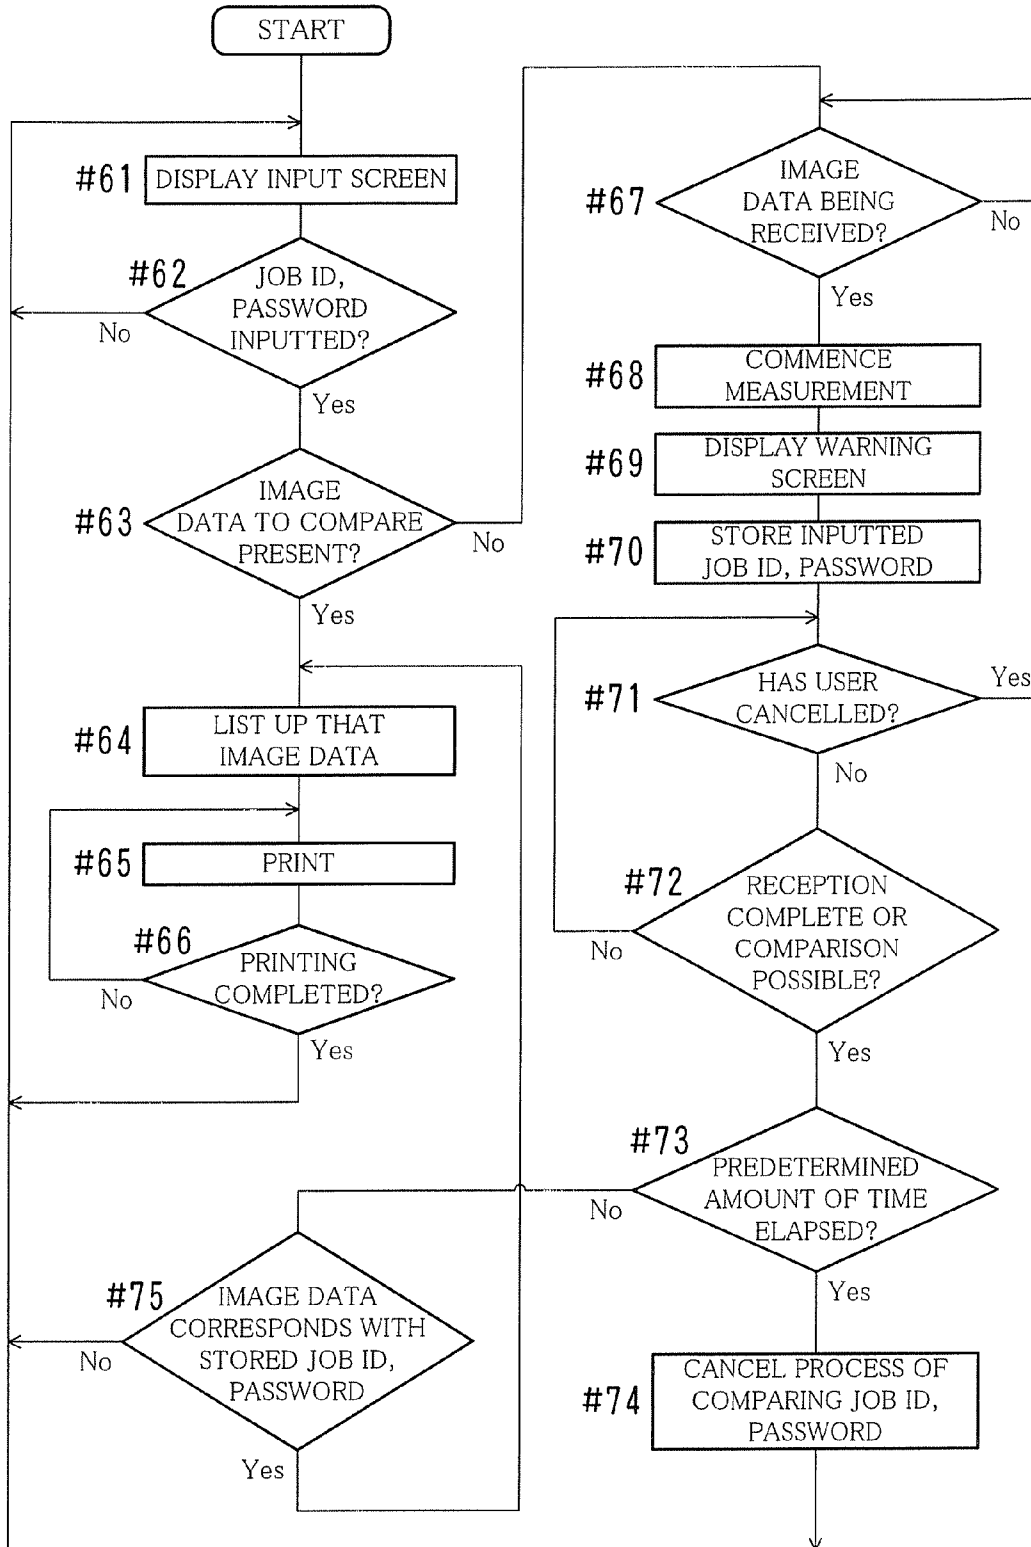 START
#61
DISPLAY INPUT SCREEN
#62
JOB ID,
PASSWORD
INPUTTED?
No
Yes
#63
IMAGE
DATA TO COMPARE
PRESENT?
No
Yes
#64
LIST UP THAT
IMAGE DATA
#65
PRINT
#66
PRINTING
COMPLETED?
No
Yes
#67
IMAGE
DATA BEING
RECEIVED?
No
Yes
#68
COMMENCE
MEASUREMENT
#69
DISPLAY WARNING
SCREEN
#70
STORE INPUTTED
JOB ID, PASSWORD
#71
HAS USER
CANCELLED?
Yes
No
#72
RECEPTION
COMPLETE OR
COMPARISON
POSSIBLE?
No
Yes
#73
PREDETERMINED
AMOUNT OF TIME
ELAPSED?
No
Yes
#74
CANCEL PROCESS OF
COMPARING JOB ID,
PASSWORD
#75
IMAGE DATA
CORRESPONDS WITH
STORED JOB ID,
PASSWORD
No
Yes